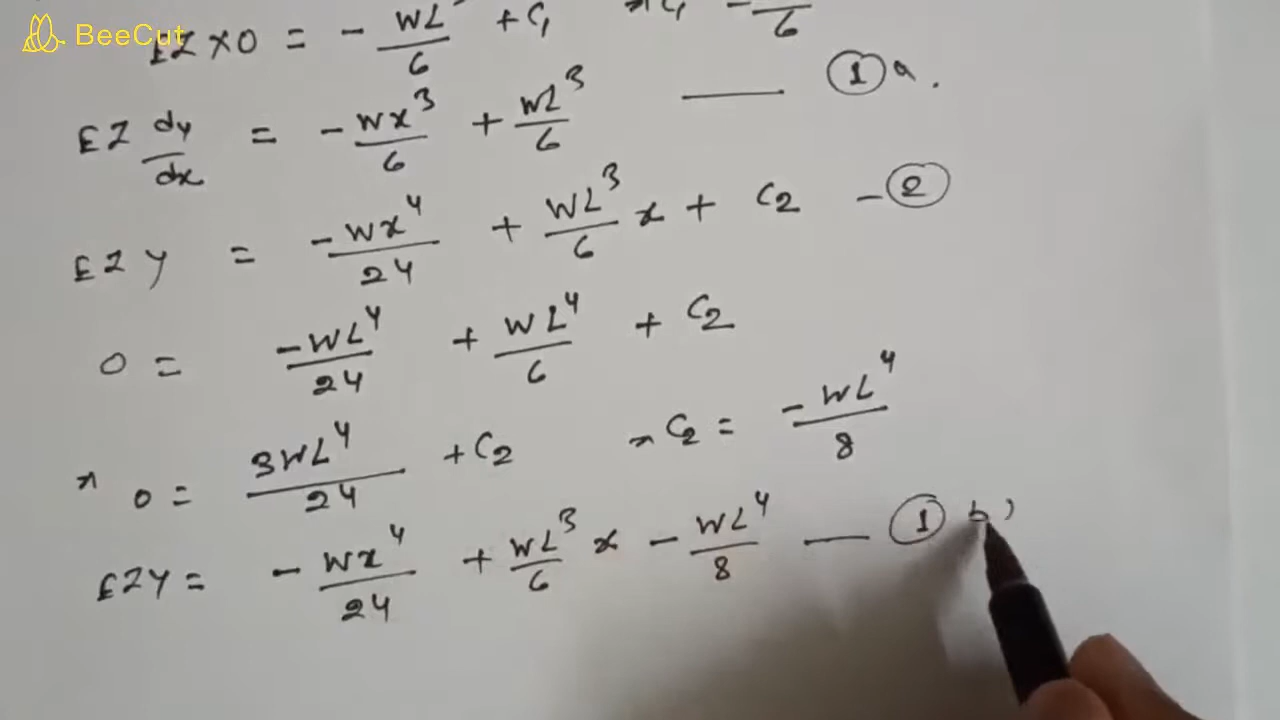 BeeCut
EI × 0 = - WL/6 + C₁
EI dy/dx = - Wx³/6 + WL³/6 —— ① a.
EI y = - Wx⁴/24 + WL³/6 x + C₂ - ②
0 = - WL⁴/24 + WL⁴/6 + C₂
0 = 3WL⁴/24 + C₂ C₂ = - WL⁴/8
EI y = - Wx⁴/24 + WL³/6 x - WL⁴/8 —— ① b)